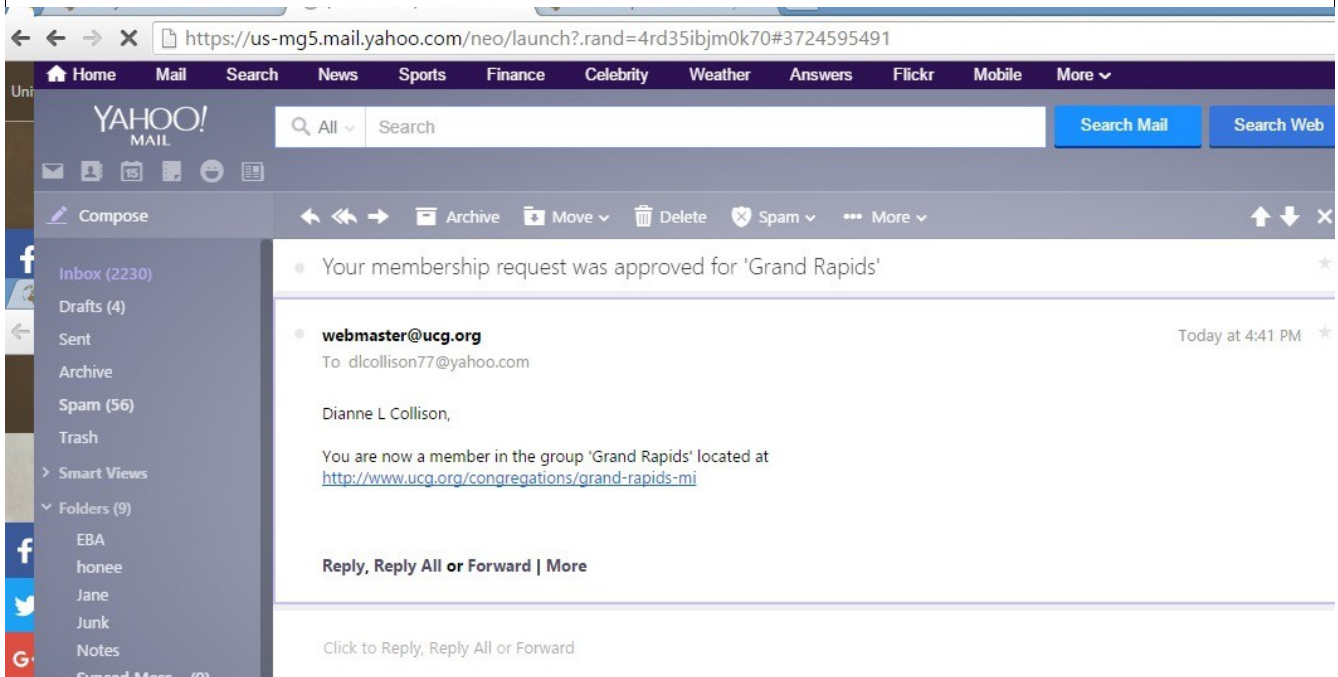 https://us-mg5.mail.yahoo.com/neo/launch?.rand=4rd35ibjm0k70#3724595491
Home Mail Search News Sports Finance Celebrity Weather Answers Flickr Mobile More
Uni
YAHOO!
MAIL
All Search Search Mail Search Web
15
Compose Archive Move Delete Spam More
Your membership request was approved for 'Grand Rapids'
Inbox (2230)
Drafts (4)
Sent
Archive
Spam (56)
Trash
Smart Views
Folders (9)
EBA
honee
Jane
Junk
Notes
webmaster@ucg.org Today at 4:41 PM
To dlcollison77@yahoo.com
Dianne L Collison,
You are now a member in the group 'Grand Rapids' located at
http://www.ucg.org/congregations/grand-rapids-mi
Reply, Reply All or Forward | More
Click to Reply, Reply All or Forward